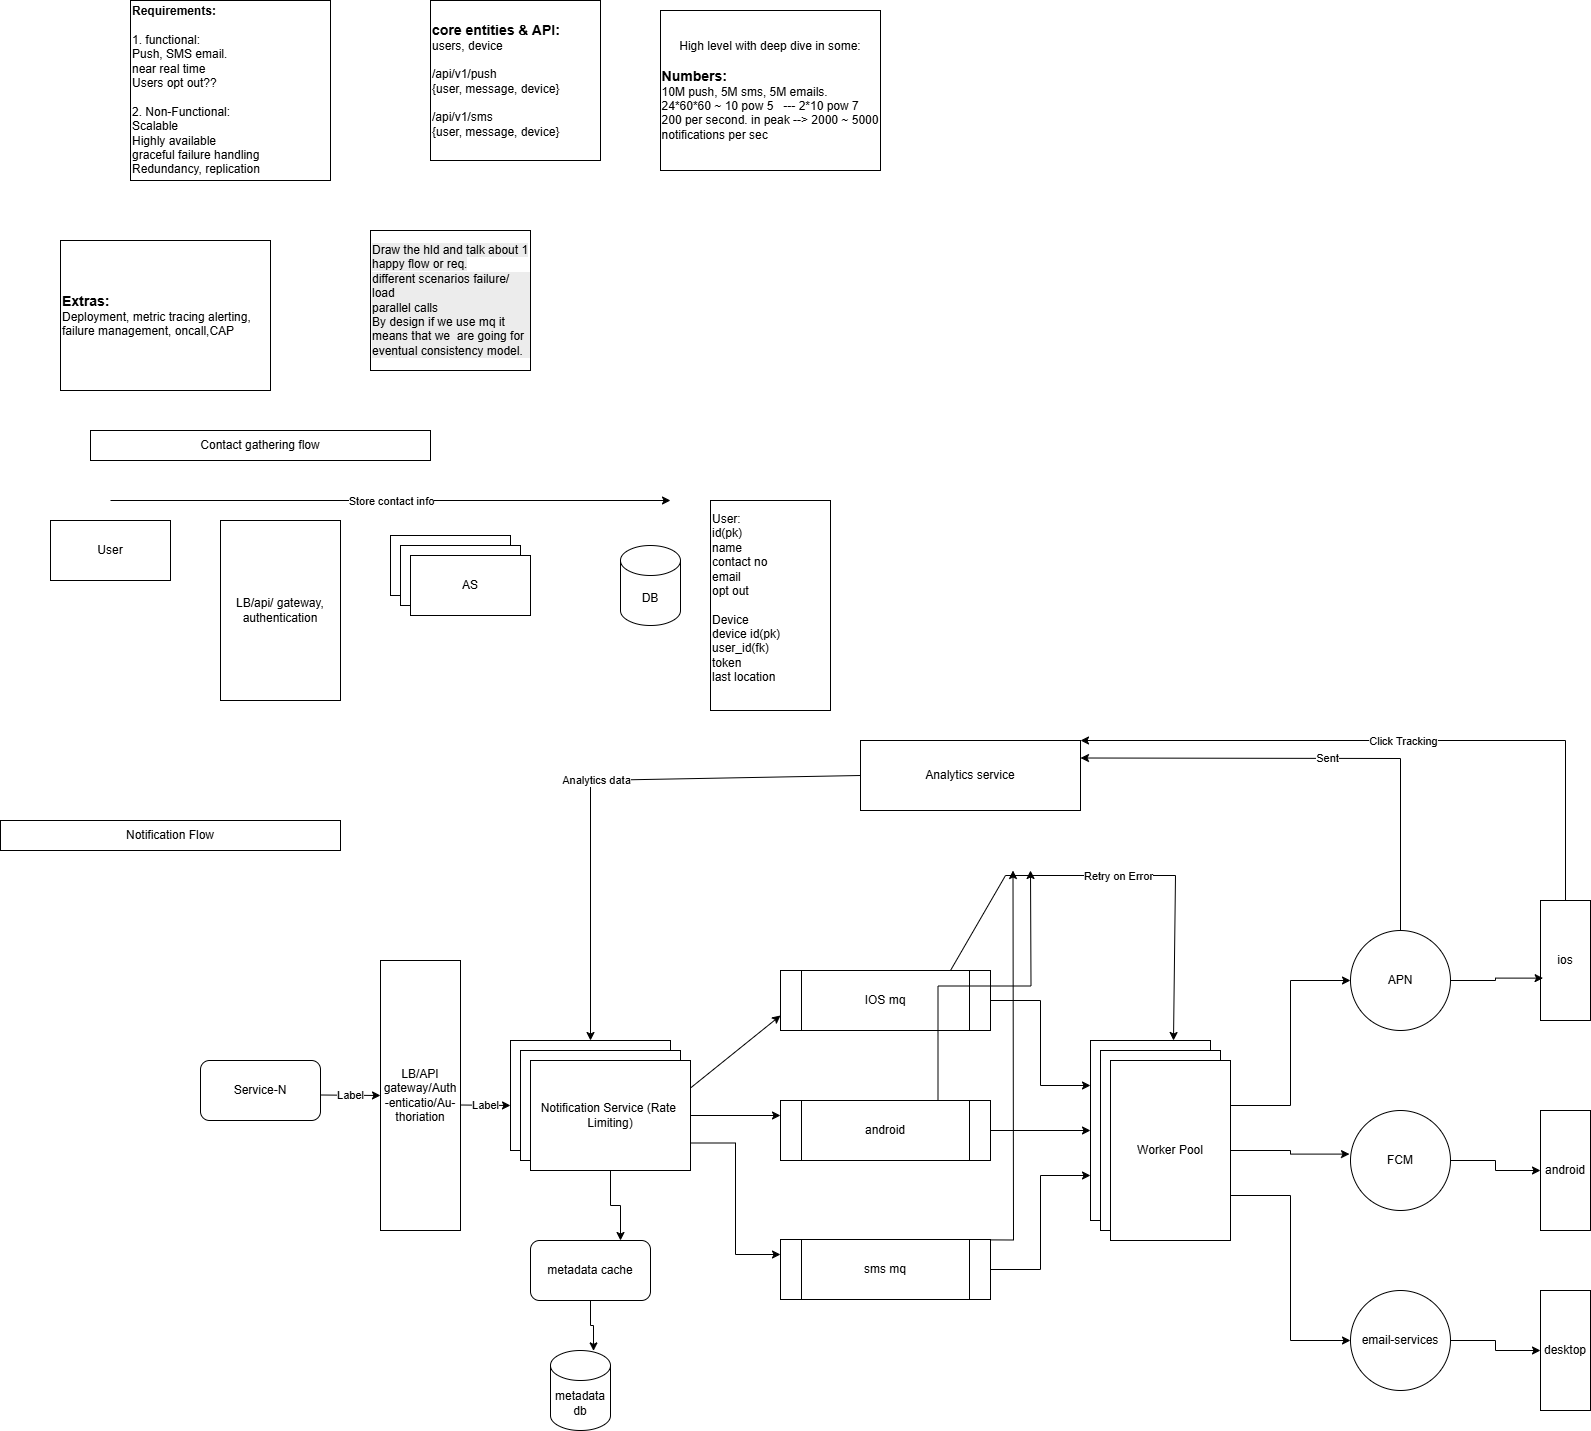 Requirements:
1. functional:
Push, SMS email.
near real time
Users opt out??
2. Non-Functional:
Scalable
Highly available
graceful failure handling
Redundancy, replication
core entities & API:
users, device
/api/v1/push
{user, message, device}
/api/v1/sms
{user, message, device}
High level with deep dive in some:
Numbers:
10M push, 5M sms, 5M emails.
24*60*60 ~ 10 pow 5   --- 2*10 pow 7
200 per second. in peak --> 2000 ~ 5000
notifications per sec
Extras:
Deployment, metric tracing alerting,
failure management, oncall,CAP
Draw the hld and talk about 1
happy flow or req.
different scenarios failure/
load
parallel calls
By design if we use mq it
means that we  are going for
eventual consistency model.
Contact gathering flow
Store contact info
User
LB/api/ gateway,
authentication
AS
DB
User:
id(pk)
name
contact no
email
opt out
Device
device id(pk)
user_id(fk)
token
last location
Click Tracking
Sent
Analytics service
Analytics data
Notification Flow
Retry on Error
ios
APN
IOS mq
Service-N
Label
LB/API
gateway/Auth
-enticatio/Au-
thoriation
Label
Notification Service (Rate
Limiting)
android
Worker Pool
FCM
android
metadata cache
sms mq
email-services
desktop
metadata
db